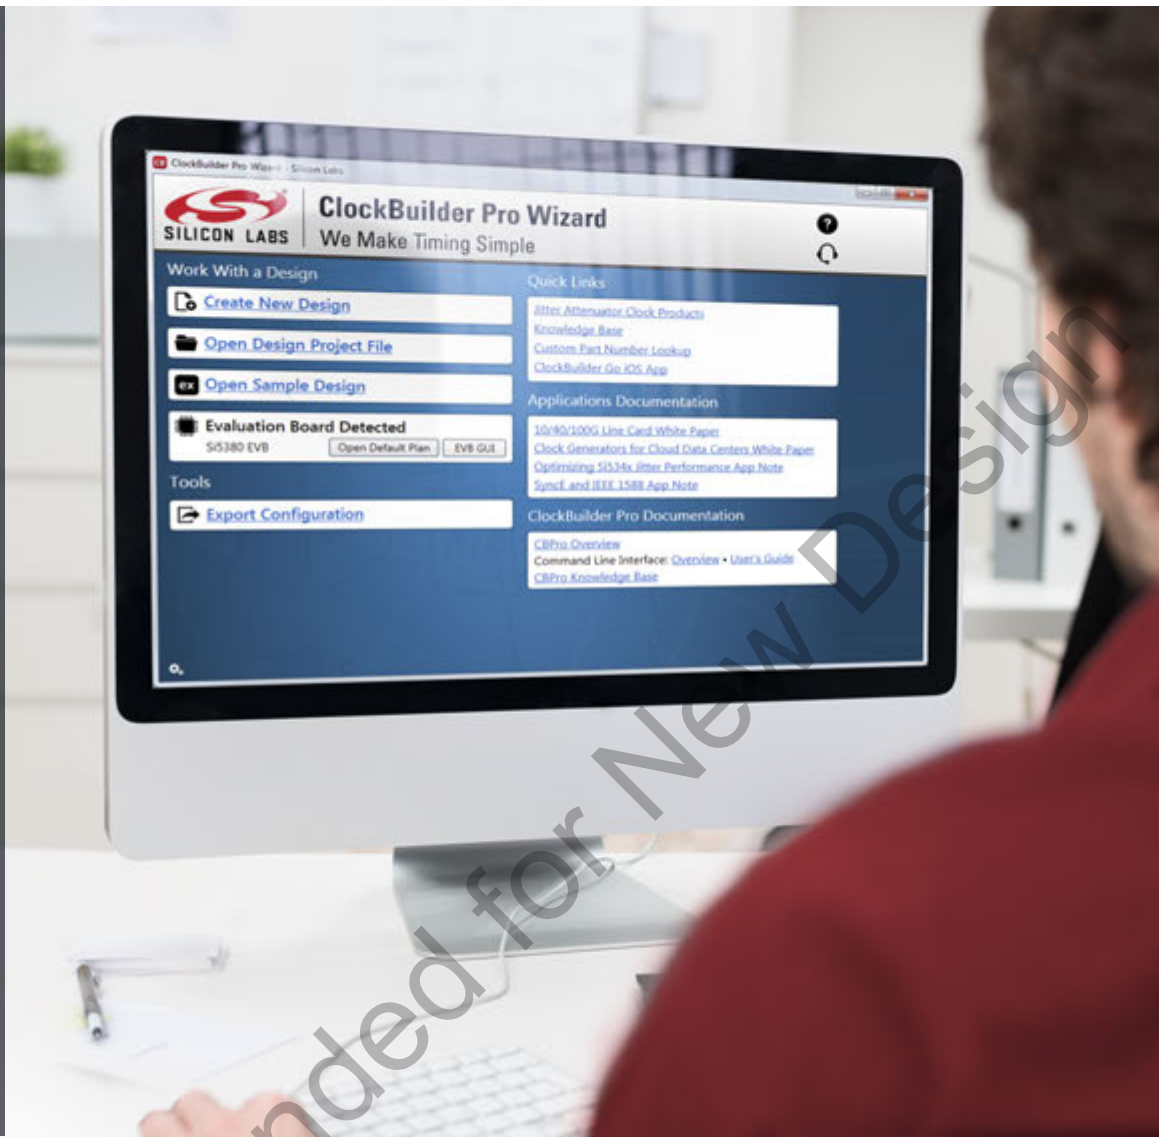 ClockBuilder Pro Wizard - Silicon Labs
SILICON LABS
ClockBuilder Pro Wizard
We Make Timing Simple
?
Work With a Design
Create New Design
Open Design Project File
ex Open Sample Design
Evaluation Board Detected
Si5380 EVB Open Default Plan EVB GUI
Tools
Export Configuration
Quick Links
Jitter Attenuator Clock Products
Knowledge Base
Custom Part Number Lookup
ClockBuilder Go iOS App
Applications Documentation
10/40/100G Line Card White Paper
Clock Generators for Cloud Data Centers White Paper
Optimizing Si534x Jitter Performance App Note
SyncE and IEEE 1588 App Note
ClockBuilder Pro Documentation
CBPro Overview
Command Line Interface: Overview • User's Guide
CBPro Knowledge Base
nded for New Design